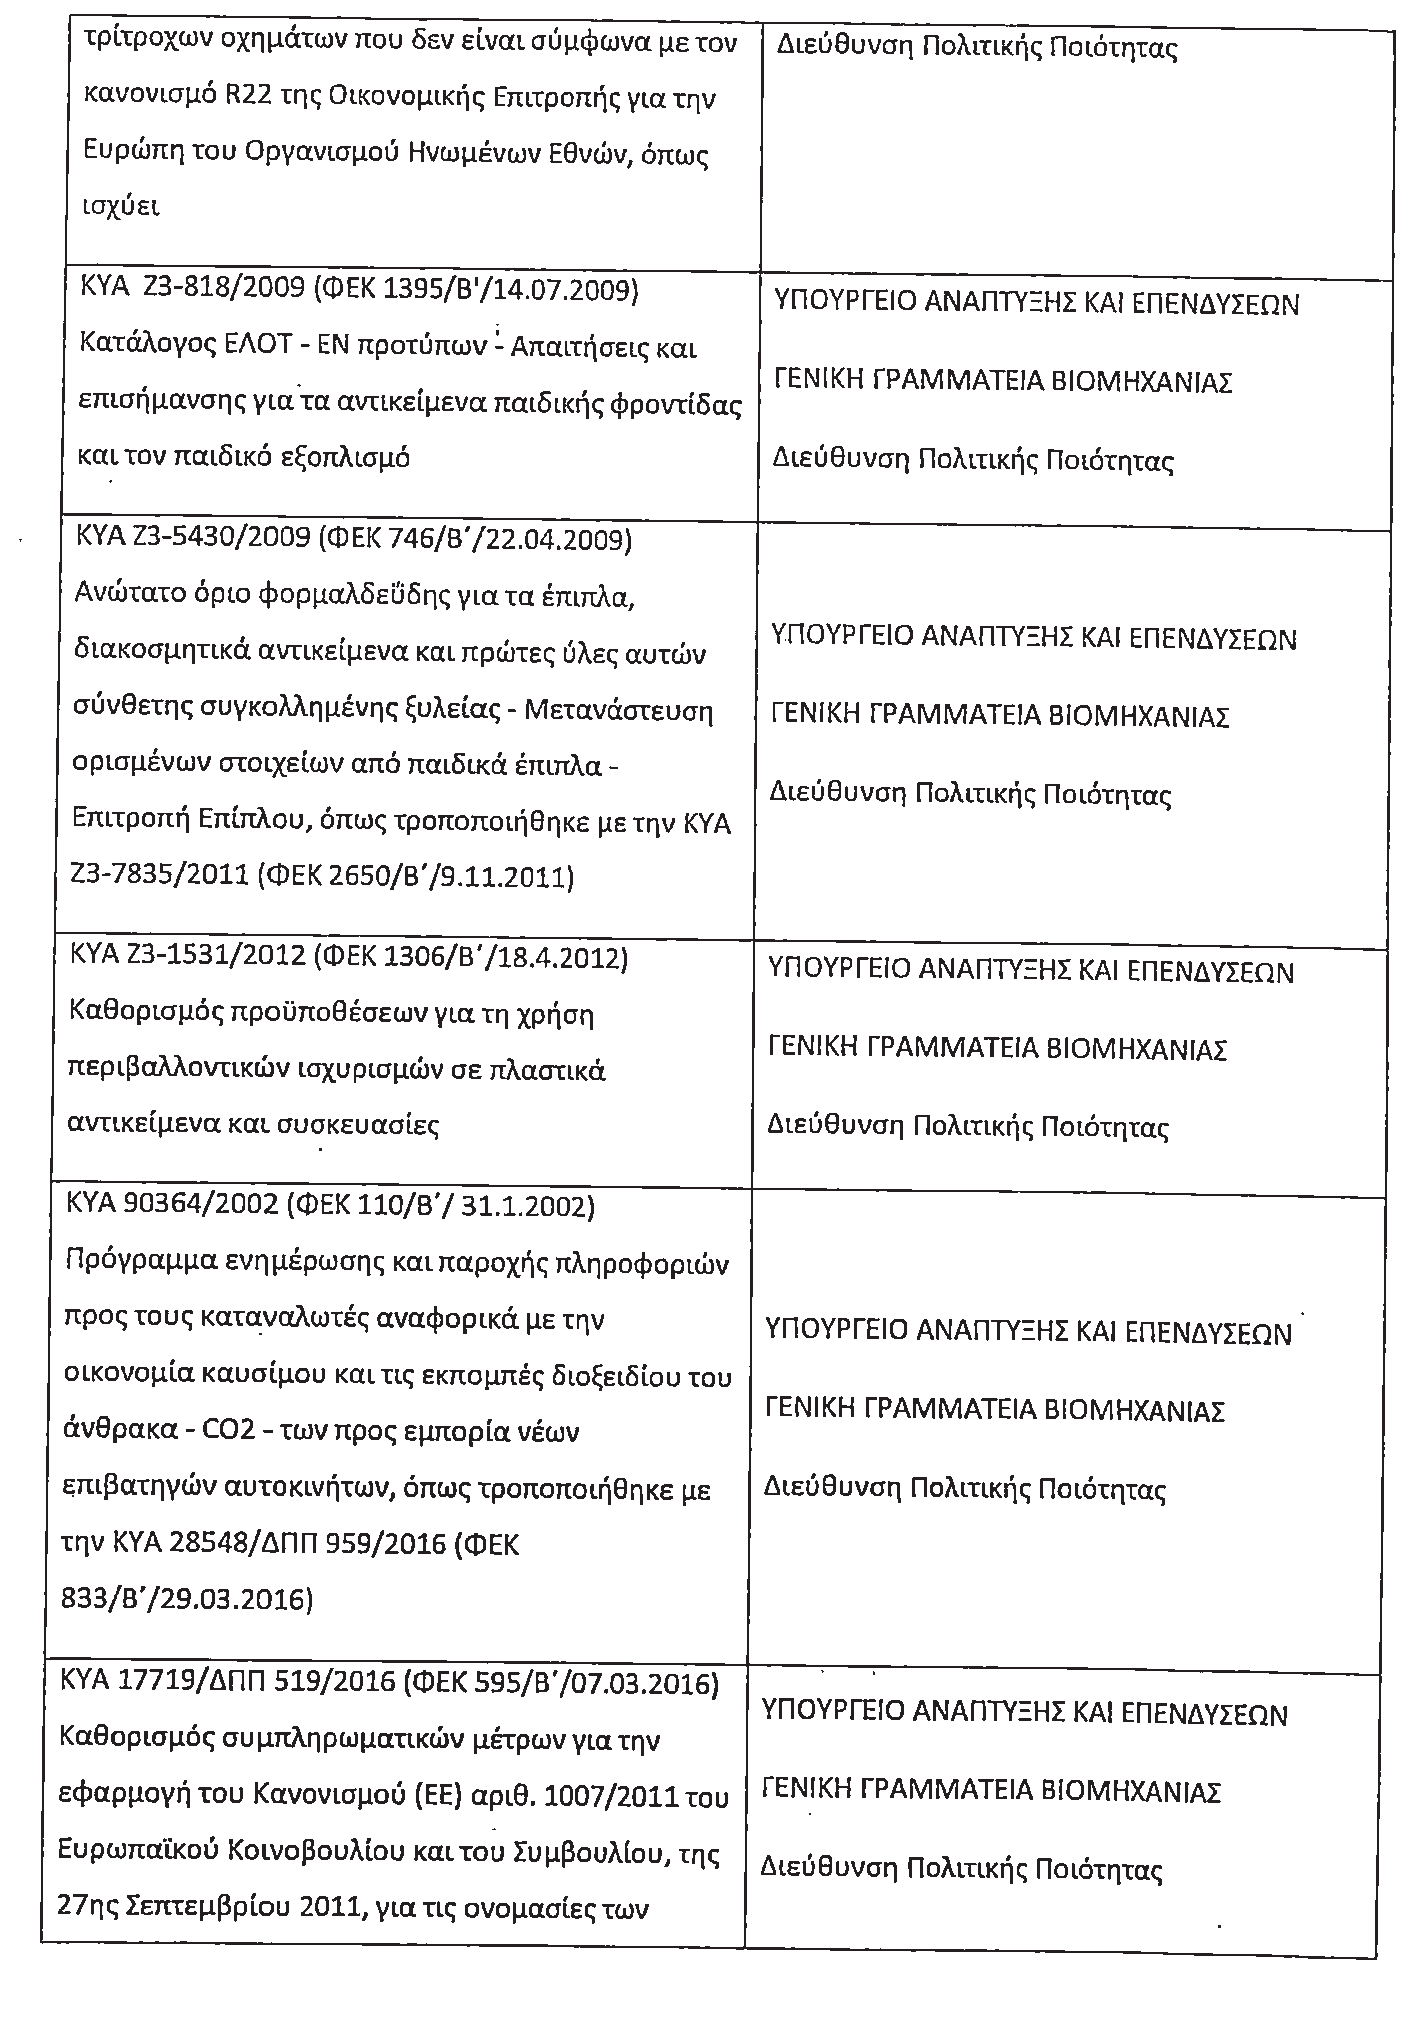 τρίτροχων οχημάτων που δεν είναι σύμφωνα με τον
κανονισμό R22 της Οικονομικής Επιτροπής για την
Ευρώπη του Οργανισμού Ηνωμένων Εθνών, όπως
ισχύει
Διεύθυνση Πολιτικής Ποιότητας
ΚΥΑ Ζ3-818/2009 (ΦΕΚ 1395/Β'/14.07.2009)
Κατάλογος ΕΛΟΤ - ΕΝ προτύπων - Απαιτήσεις και
επισήμανσης για τα αντικείμενα παιδικής φροντίδας
και τον παιδικό εξοπλισμό
ΥΠΟΥΡΓΕΙΟ ΑΝΑΠΤΥΞΗΣ ΚΑΙ ΕΠΕΝΔΥΣΕΩΝ
ΓΕΝΙΚΗ ΓΡΑΜΜΑΤΕΙΑ ΒΙΟΜΗΧΑΝΙΑΣ
Διεύθυνση Πολιτικής Ποιότητας
ΚΥΑ Ζ3-5430/2009 (ΦΕΚ 746/Β΄/22.04.2009)
Ανώτατο όριο φορμαλδεΰδης για τα έπιπλα,
διακοσμητικά αντικείμενα και πρώτες ύλες αυτών
σύνθετης συγκολλημένης ξυλείας - Μετανάστευση
ορισμένων στοιχείων από παιδικά έπιπλα -
Επιτροπή Επίπλου, όπως τροποποιήθηκε με την ΚΥΑ
Ζ3-7835/2011 (ΦΕΚ 2650/Β΄/9.11.2011)
ΥΠΟΥΡΓΕΙΟ ΑΝΑΠΤΥΞΗΣ ΚΑΙ ΕΠΕΝΔΥΣΕΩΝ
ΓΕΝΙΚΗ ΓΡΑΜΜΑΤΕΙΑ ΒΙΟΜΗΧΑΝΙΑΣ
Διεύθυνση Πολιτικής Ποιότητας
ΚΥΑ Ζ3-1531/2012 (ΦΕΚ 1306/Β΄/18.4.2012)
Καθορισμός προϋποθέσεων για τη χρήση
περιβαλλοντικών ισχυρισμών σε πλαστικά
αντικείμενα και συσκευασίες
ΥΠΟΥΡΓΕΙΟ ΑΝΑΠΤΥΞΗΣ ΚΑΙ ΕΠΕΝΔΥΣΕΩΝ
ΓΕΝΙΚΗ ΓΡΑΜΜΑΤΕΙΑ ΒΙΟΜΗΧΑΝΙΑΣ
Διεύθυνση Πολιτικής Ποιότητας
ΚΥΑ 90364/2002 (ΦΕΚ 110/Β΄/ 31.1.2002)
Πρόγραμμα ενημέρωσης και παροχής πληροφοριών
προς τους καταναλωτές αναφορικά με την
οικονομία καυσίμου και τις εκπομπές διοξειδίου του
άνθρακα - CO2 - των προς εμπορία νέων
επιβατηγών αυτοκινήτων, όπως τροποποιήθηκε με
την ΚΥΑ 28548/ΔΠΠ 959/2016 (ΦΕΚ
833/Β΄/29.03.2016)
ΥΠΟΥΡΓΕΙΟ ΑΝΑΠΤΥΞΗΣ ΚΑΙ ΕΠΕΝΔΥΣΕΩΝ
ΓΕΝΙΚΗ ΓΡΑΜΜΑΤΕΙΑ ΒΙΟΜΗΧΑΝΙΑΣ
Διεύθυνση Πολιτικής Ποιότητας
ΚΥΑ 17719/ΔΠΠ 519/2016 (ΦΕΚ 595/Β΄/07.03.2016)
Καθορισμός συμπληρωματικών μέτρων για την
εφαρμογή του Κανονισμού (ΕΕ) αριθ. 1007/2011 του
Ευρωπαϊκού Κοινοβουλίου και του Συμβουλίου, της
27ης Σεπτεμβρίου 2011, για τις ονομασίες των
ΥΠΟΥΡΓΕΙΟ ΑΝΑΠΤΥΞΗΣ ΚΑΙ ΕΠΕΝΔΥΣΕΩΝ
ΓΕΝΙΚΗ ΓΡΑΜΜΑΤΕΙΑ ΒΙΟΜΗΧΑΝΙΑΣ
Διεύθυνση Πολιτικής Ποιότητας